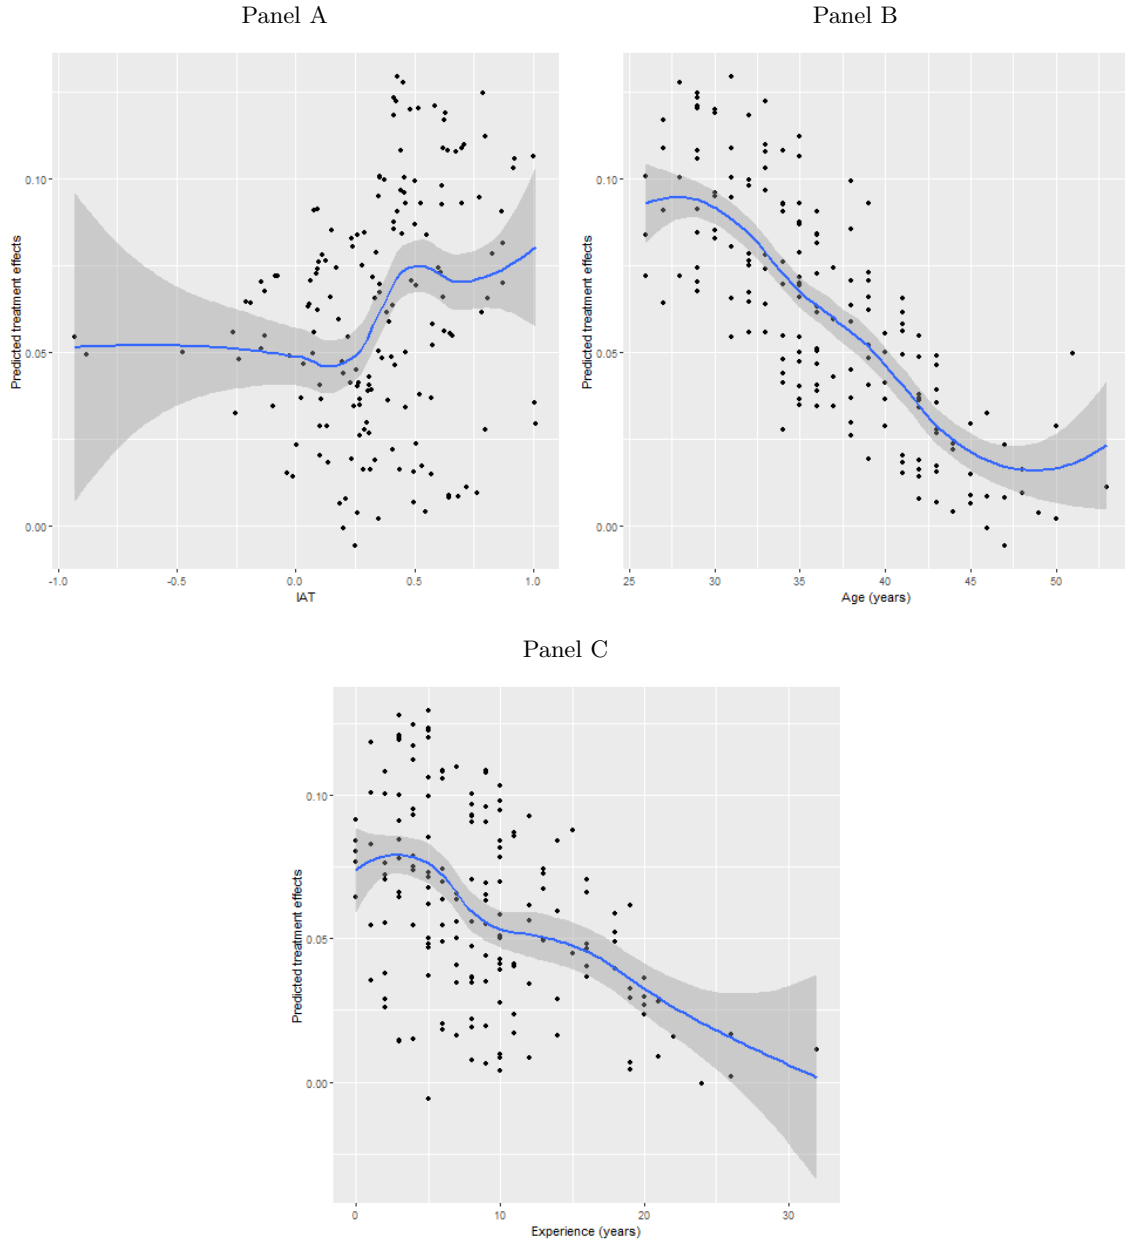 Panel A
Predicted treatment effects
0.10
0.05
0.00
-1.0 -0.5 0.0 0.5 1.0
IAT
Panel B
Predicted treatment effects
0.10
0.05
0.00
25 30 35 40 45 50
Age (years)
Panel C
Predicted treatment effects
0.10
0.05
0.00
0 10 20 30
Experience (years)